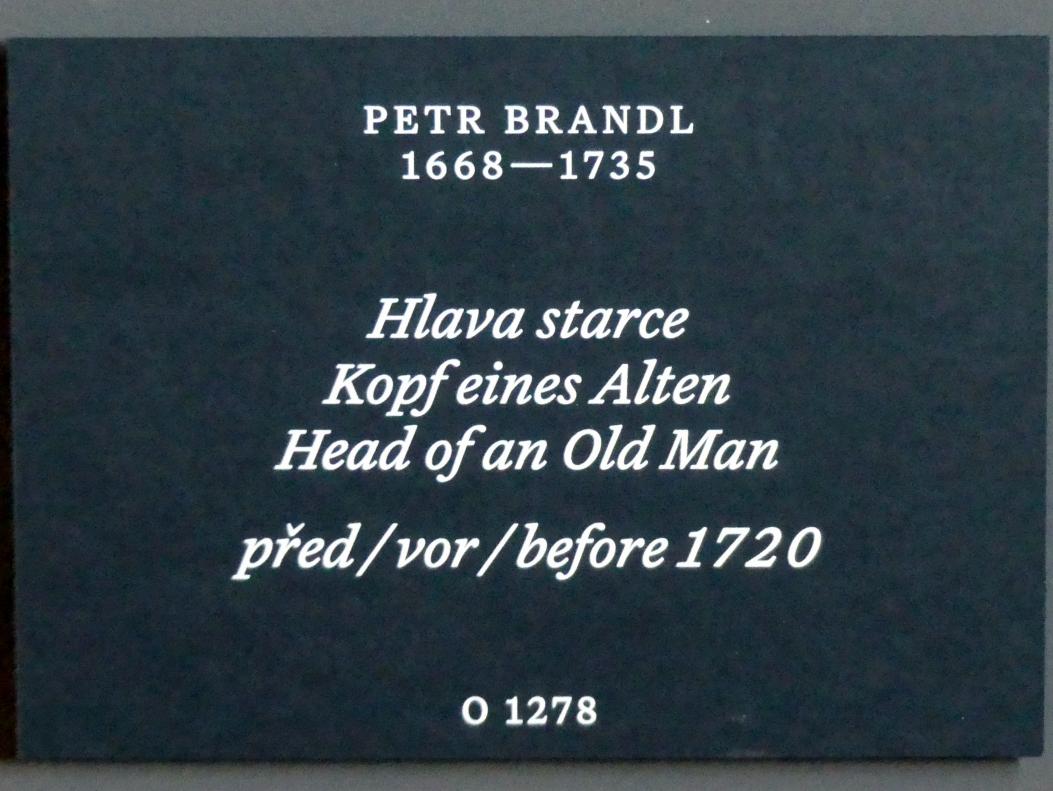 PETR BRANDL
1668—1735
Hlava starce
Kopf eines Alten
Head of an Old Man
před / vor / before 1720
O 1278